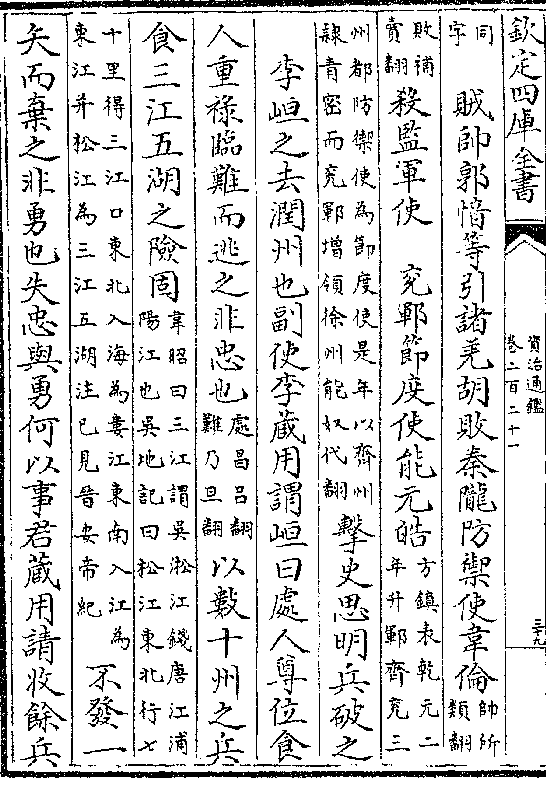 欽定四庫全書
資治通鑑
卷二百二十一
三十九
同字 賊帥郭愔等引諸羌胡敗秦隴防禦使韋倫 帥所類翻
敗補賣翻 殺監軍使 兖鄆節度使能元皓 方鎮表乾元二年升鄆齊兖三
州都防禦使為節度使是年以齊州隸青密而兖鄆增領徐州能奴代翻 擊史思明兵破之
李峘之去潤州也副使李藏用謂峘曰處人尊位食
人重祿臨難而逃之非忠也 處昌吕翻難乃旦翻 以數十州之兵
食三江五湖之險固 韋昭曰三江謂吳淞江錢唐江浦陽江也吳地記曰松江東北行七
十里得三江口東北入海為婁江東南入江為東江并松江為三江五湖注已見晉安帝紀 不發一
矢而棄之非勇也失忠與勇何以事君藏用請收餘兵